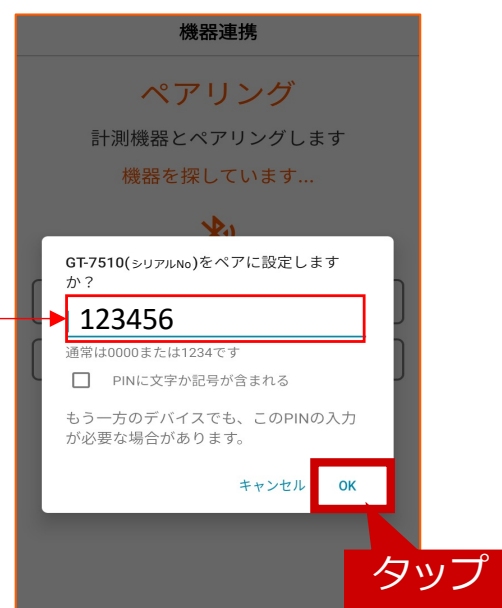 機器連携
ペアリング
計測機器とペアリングします
機器を探しています...
GT-7510(シリアルNo)をペアに設定します
か？
123456
通常は0000または1234です
PINに文字か記号が含まれる
もう一方のデバイスでも、このPINの入力
が必要な場合があります。
キャンセル OK
タップ